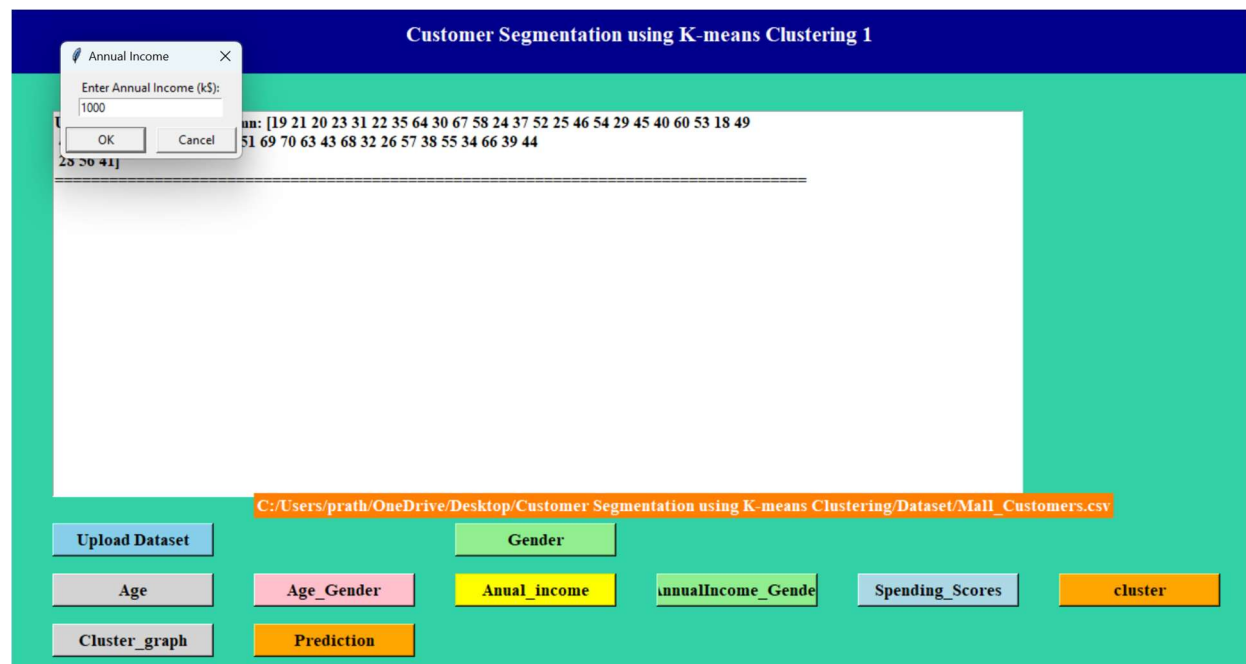 Customer Segmentation using K-means Clustering 1
Annual Income
Enter Annual Income (k$):
1000
OK Cancel
mn: [19 21 20 23 31 22 35 64 30 67 58 24 37 52 25 46 54 29 45 40 60 53 18 49
51 69 70 63 43 68 32 26 57 38 55 34 66 39 44
28 56 41]
C:/Users/prath/OneDrive/Desktop/Customer Segmentation using K-means Clustering/Dataset/Mall_Customers.csv
Upload Dataset Gender
Age Age_Gender Anual_income AnnualIncome_Gende Spending_Scores cluster
Cluster_graph Prediction